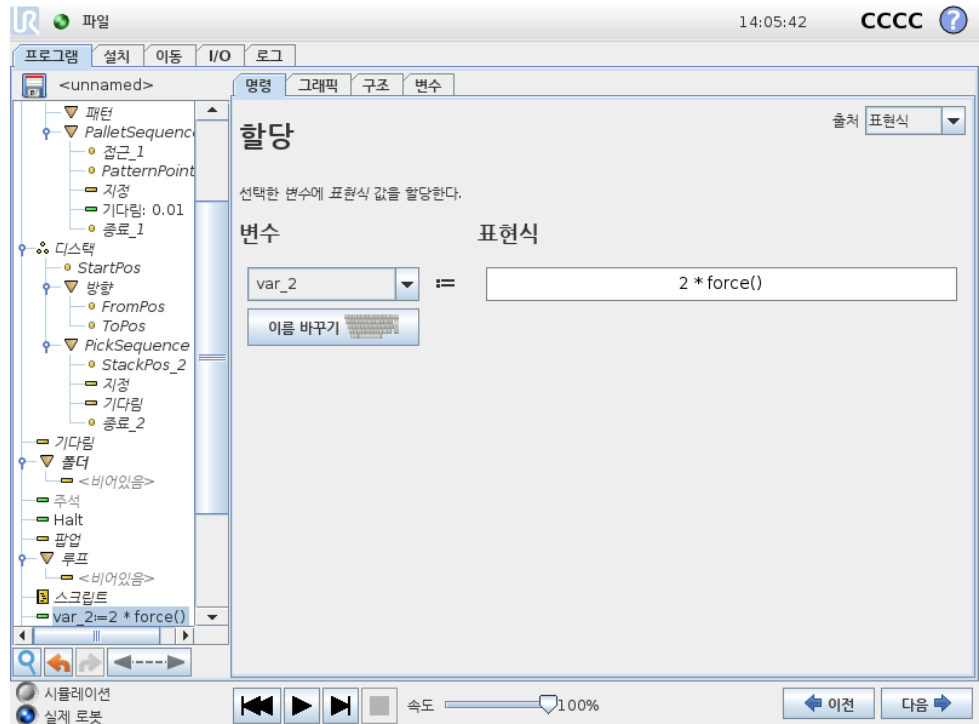 UR 파일 14:05:42 CCCC ?
프로그램 설치 이동 I/O 로그
<unnamed>
명령 그래픽 구조 변수
패턴
PalletSequenc
접근_1
PatternPoint
지정
기다림: 0.01
종료_1
디스택
StartPos
방향
FromPos
ToPos
PickSequence
StackPos_2
지정
기다림
종료_2
기다림
폴더
<비어있음>
주석
Halt
팝업
루프
<비어있음>
스크립트
var_2:=2 * force()
할당
출처 표현식
선택한 변수에 표현식 값을 할당한다.
변수 표현식
var_2 := 2 * force()
이름 바꾸기
시뮬레이션
실제 로봇
속도 100%
이전 다음